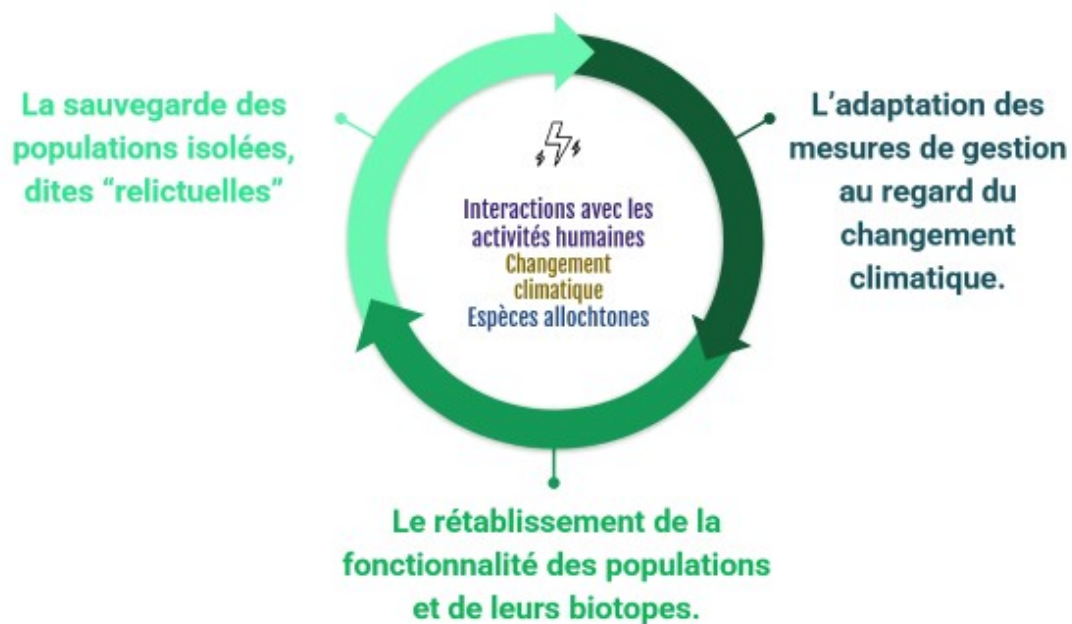 La sauvegarde des
populations isolées,
dites “relictuelles”
L’adaptation des
mesures de gestion
au regard du
changement
climatique.
Interactions avec les
activités humaines
Changement
climatique
Espèces allochtones
Le rétablissement de la
fonctionnalité des populations
et de leurs biotopes.